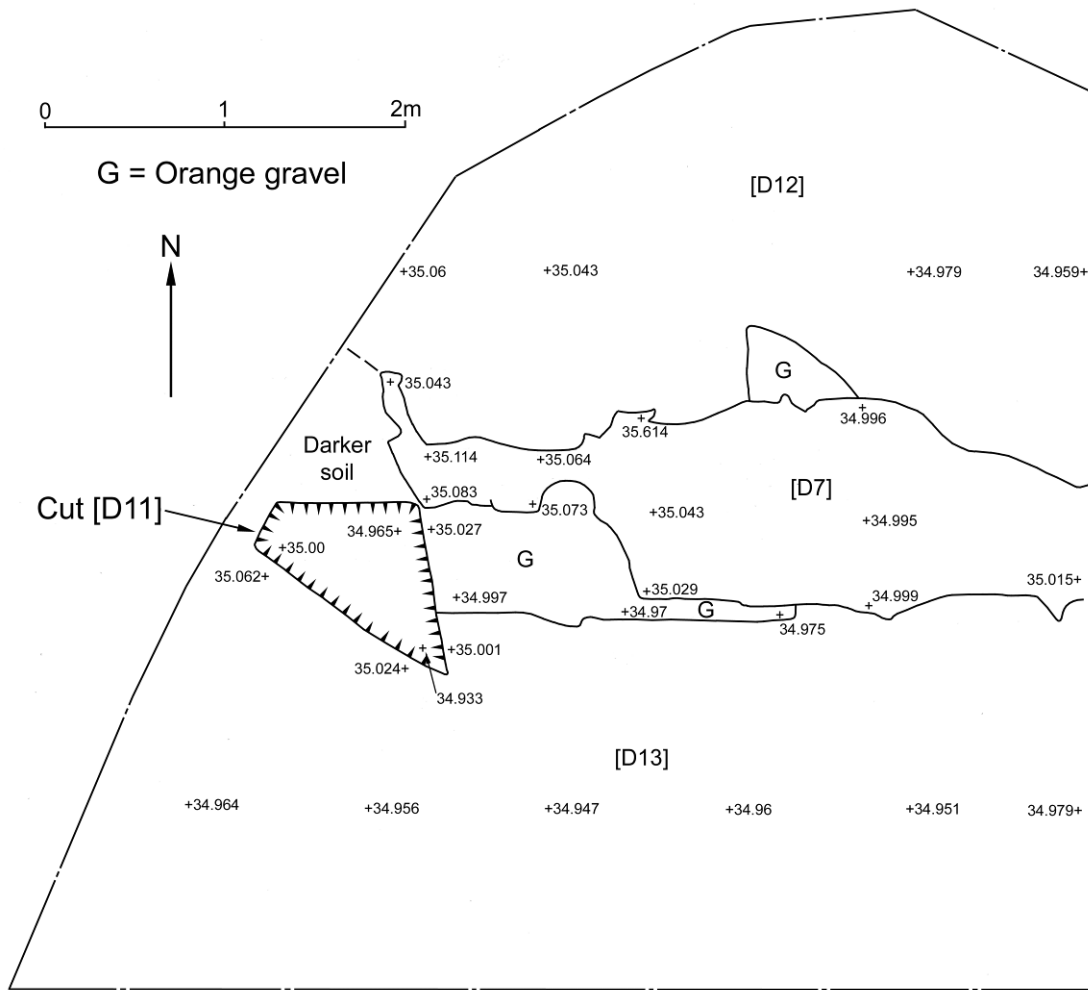 0 1 2m
G = Orange gravel
[D12]
N
+35.06 +35.043 +34.979 34.959+
G
+ 35.043
+
34.996
+
35.614
Darker
soil
+35.114 +35.064
[D7]
Cut [D11]
+35.083
+
35.073
+35.043
+34.995
34.965+
+35.027
+35.00
G
35.062+
35.015+
+35.029
+34.997
+34.97
G
+
34.975
34.999
+
+
+35.001
35.024+
34.933
[D13]
+34.964 +34.956 +34.947 +34.96 +34.951 34.979+